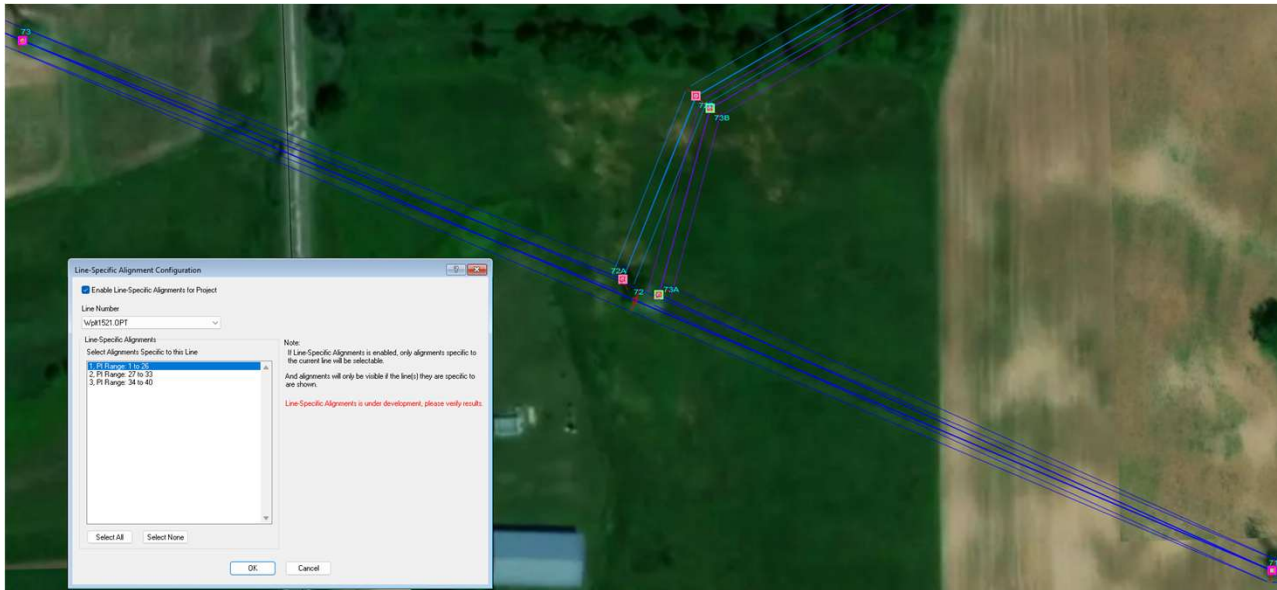 73
73B
72A
72
73A
Line-Specific Alignment Configuration
Enable Line-Specific Alignments for Project
Line Number
Wplt1521.OPT
Line-Specific Alignments
Select Alignments Specific to this Line
1, PI Range: 1 to 26
2, PI Range: 27 to 33
3, PI Range: 34 to 40
Select All
Select None
Note:
If Line-Specific Alignments is enabled, only alignments specific to
the current line will be selectable.
And alignments will only be visible if the line(s) they are specific to
are shown.
Line-Specific Alignments is under development, please verify results.
OK
Cancel